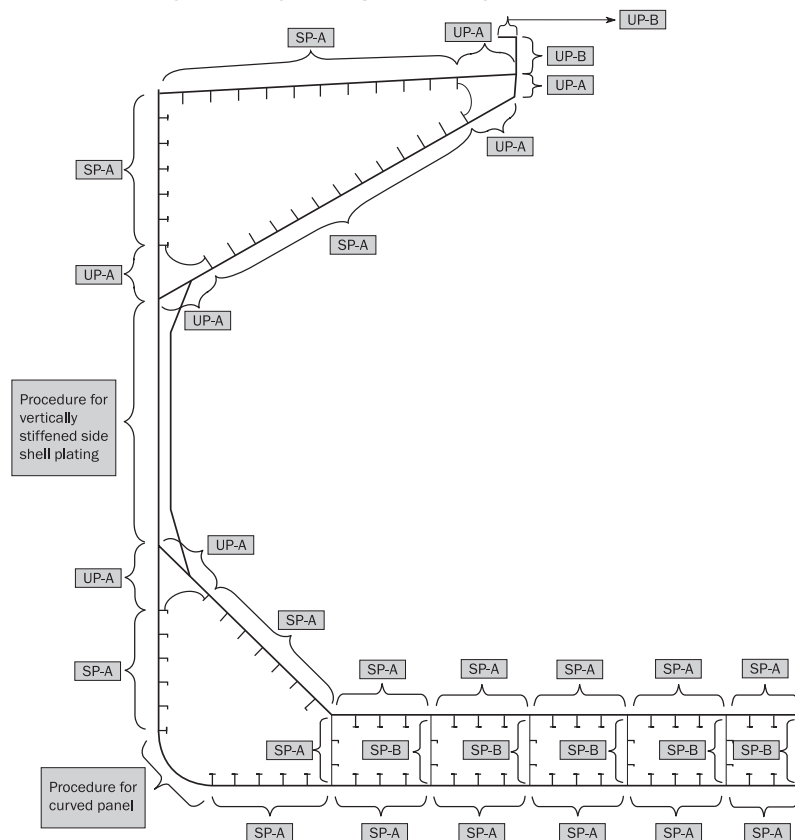 UP-B
UP-A
SP-A
UP-B
UP-A
UP-A
SP-A
SP-A
UP-A
UP-A
Procedure for
vertically
stiffened side
shell plating
UP-A
UP-A
SP-A
SP-A
SP-A
SP-A
SP-A
SP-A
SP-A
SP-A
SP-B
SP-B
SP-B
SP-B
Procedure for
curved panel
SP-A
SP-A
SP-A
SP-A
SP-A
SP-A